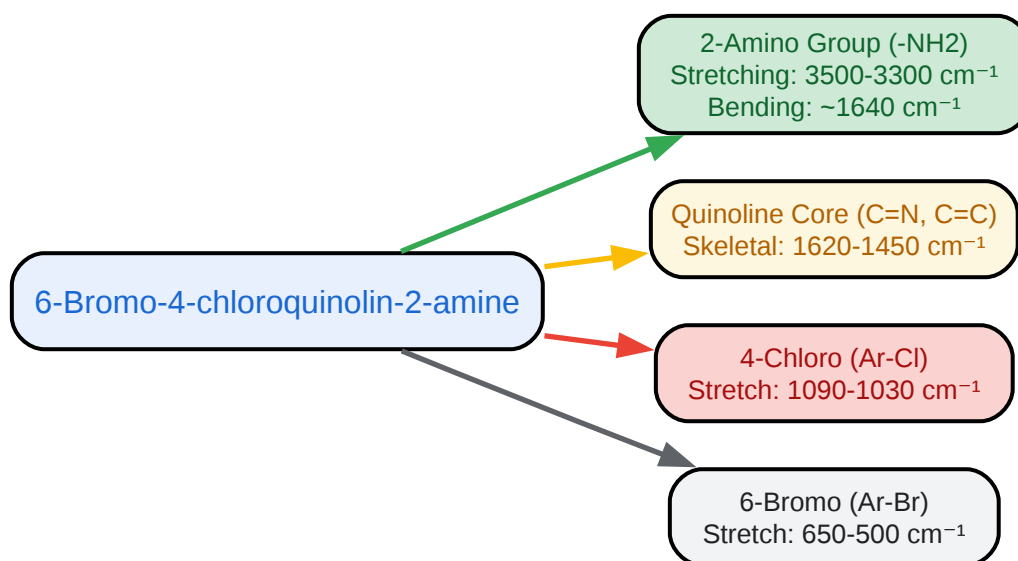 2-Amino Group (-NH2)
Stretching: 3500-3300 cm⁻¹
Bending: ~1640 cm⁻¹
Quinoline Core (C=N, C=C)
Skeletal: 1620-1450 cm⁻¹
6-Bromo-4-chloroquinolin-2-amine
4-Chloro (Ar-Cl)
Stretch: 1090-1030 cm⁻¹
6-Bromo (Ar-Br)
Stretch: 650-500 cm⁻¹